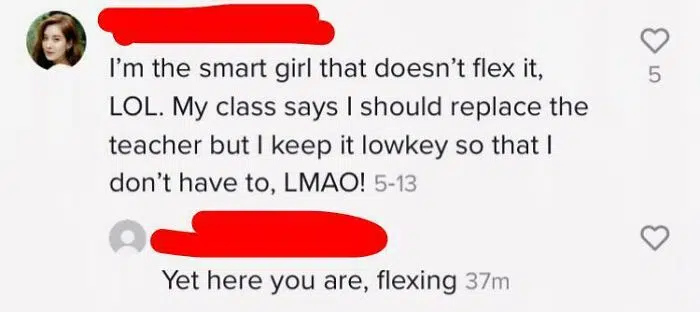 I'm the smart girl that doesn't flex it,
5
LOL. My class says I should replace the
teacher but I keep it lowkey so that I
don't have to, LMAO! 5-13
Yet here you are, flexing 37m